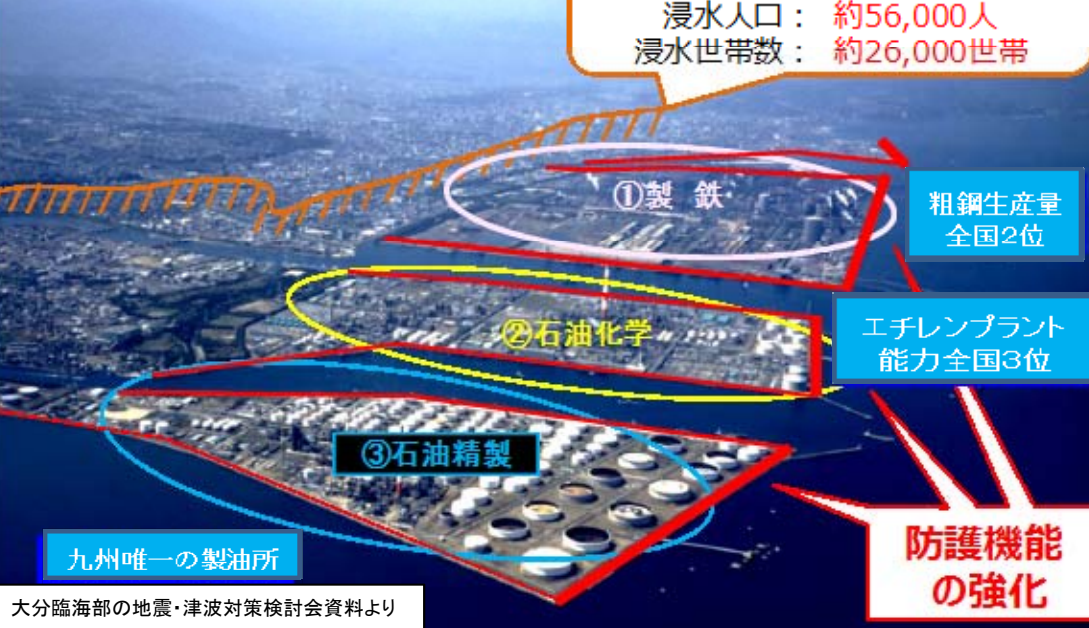 浸水人口： 約56,000人
浸水世帯数： 約26,000世帯
①製 鉄
粗鋼生産量
全国2位
②石油化学
エチレンプラント
能力全国3位
③石油精製
九州唯一の製油所
防護機能
の強化
大分臨海部の地震・津波対策検討会資料より